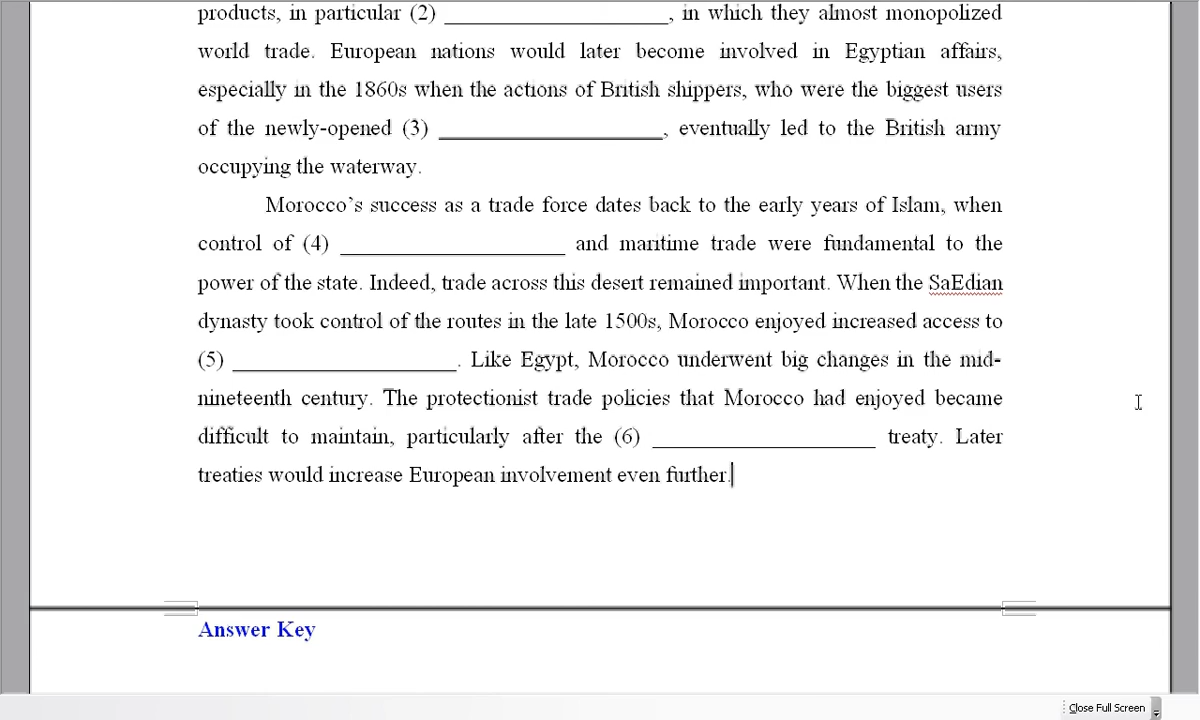 products, in particular (2) ____________________, in which they almost monopolized
world trade. European nations would later become involved in Egyptian affairs,
especially in the 1860s when the actions of British shippers, who were the biggest users
of the newly-opened (3) ____________________, eventually led to the British army
occupying the waterway.
Morocco’s success as a trade force dates back to the early years of Islam, when
control of (4) ____________________ and maritime trade were fundamental to the
power of the state. Indeed, trade across this desert remained important. When the SaEdian
dynasty took control of the routes in the late 1500s, Morocco enjoyed increased access to
(5) ____________________. Like Egypt, Morocco underwent big changes in the mid-
nineteenth century. The protectionist trade policies that Morocco had enjoyed became
difficult to maintain, particularly after the (6) ____________________ treaty. Later
treaties would increase European involvement even further.
Answer Key
Close Full Screen